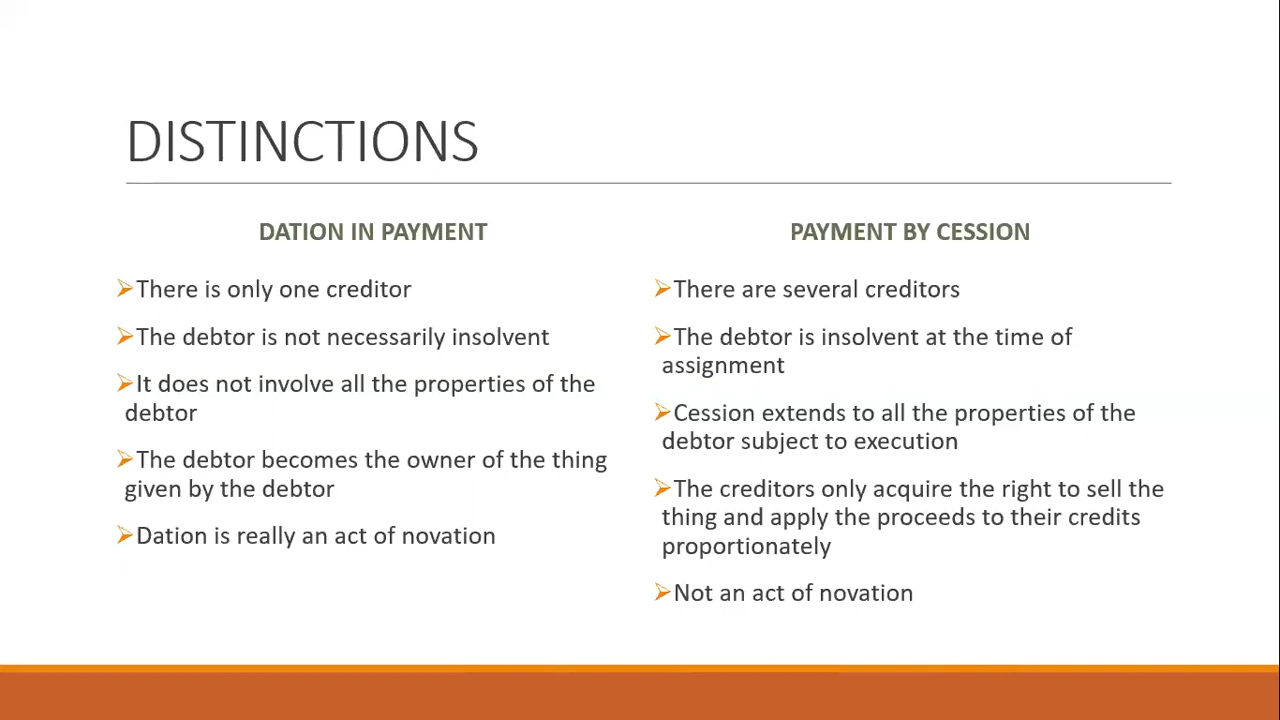 DISTINCTIONS
DATION IN PAYMENT
➢There is only one creditor
➢The debtor is not necessarily insolvent
➢It does not involve all the properties of the
debtor
➢The debtor becomes the owner of the thing
given by the debtor
➢Dation is really an act of novation
PAYMENT BY CESSION
➢There are several creditors
➢The debtor is insolvent at the time of
assignment
➢Cession extends to all the properties of the
debtor subject to execution
➢The creditors only acquire the right to sell the
thing and apply the proceeds to their credits
proportionately
➢Not an act of novation